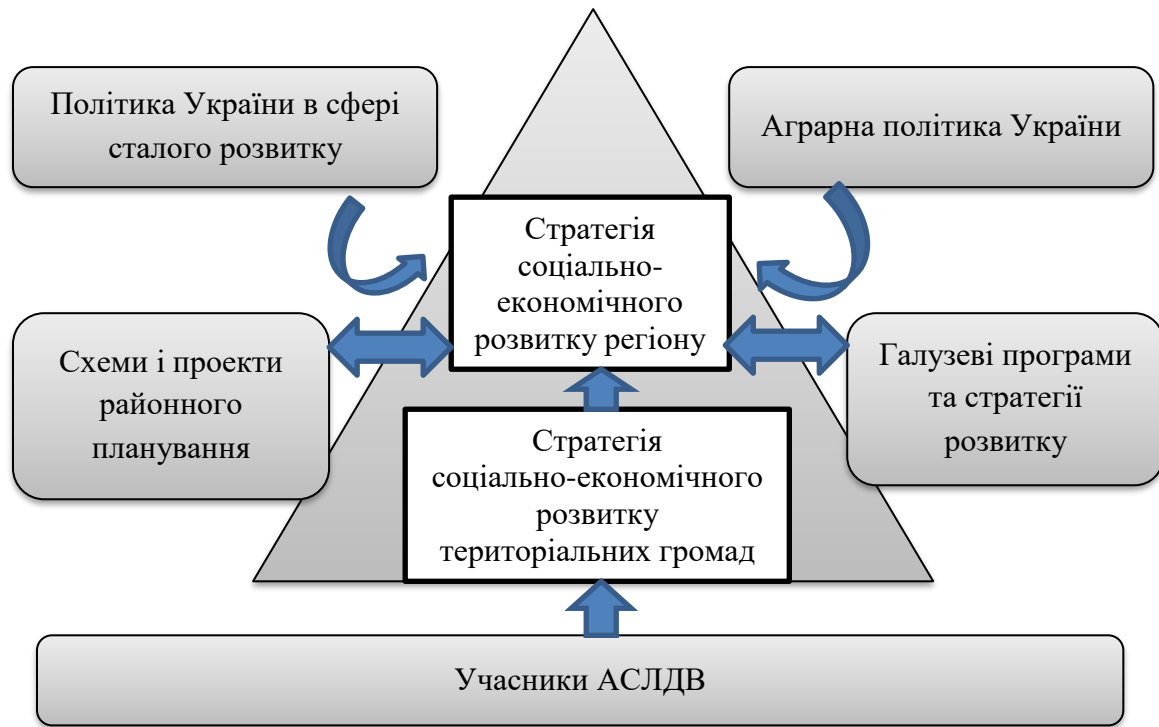 Політика України в сфері
сталого розвитку
Аграрна політика України
Стратегія
соціально-
економічного
розвитку регіону
Схеми і проекти
районного
планування
Галузеві програми
та стратегії
розвитку
Стратегія
соціально-економічного
розвитку
територіальних громад
Учасники АСЛДВ